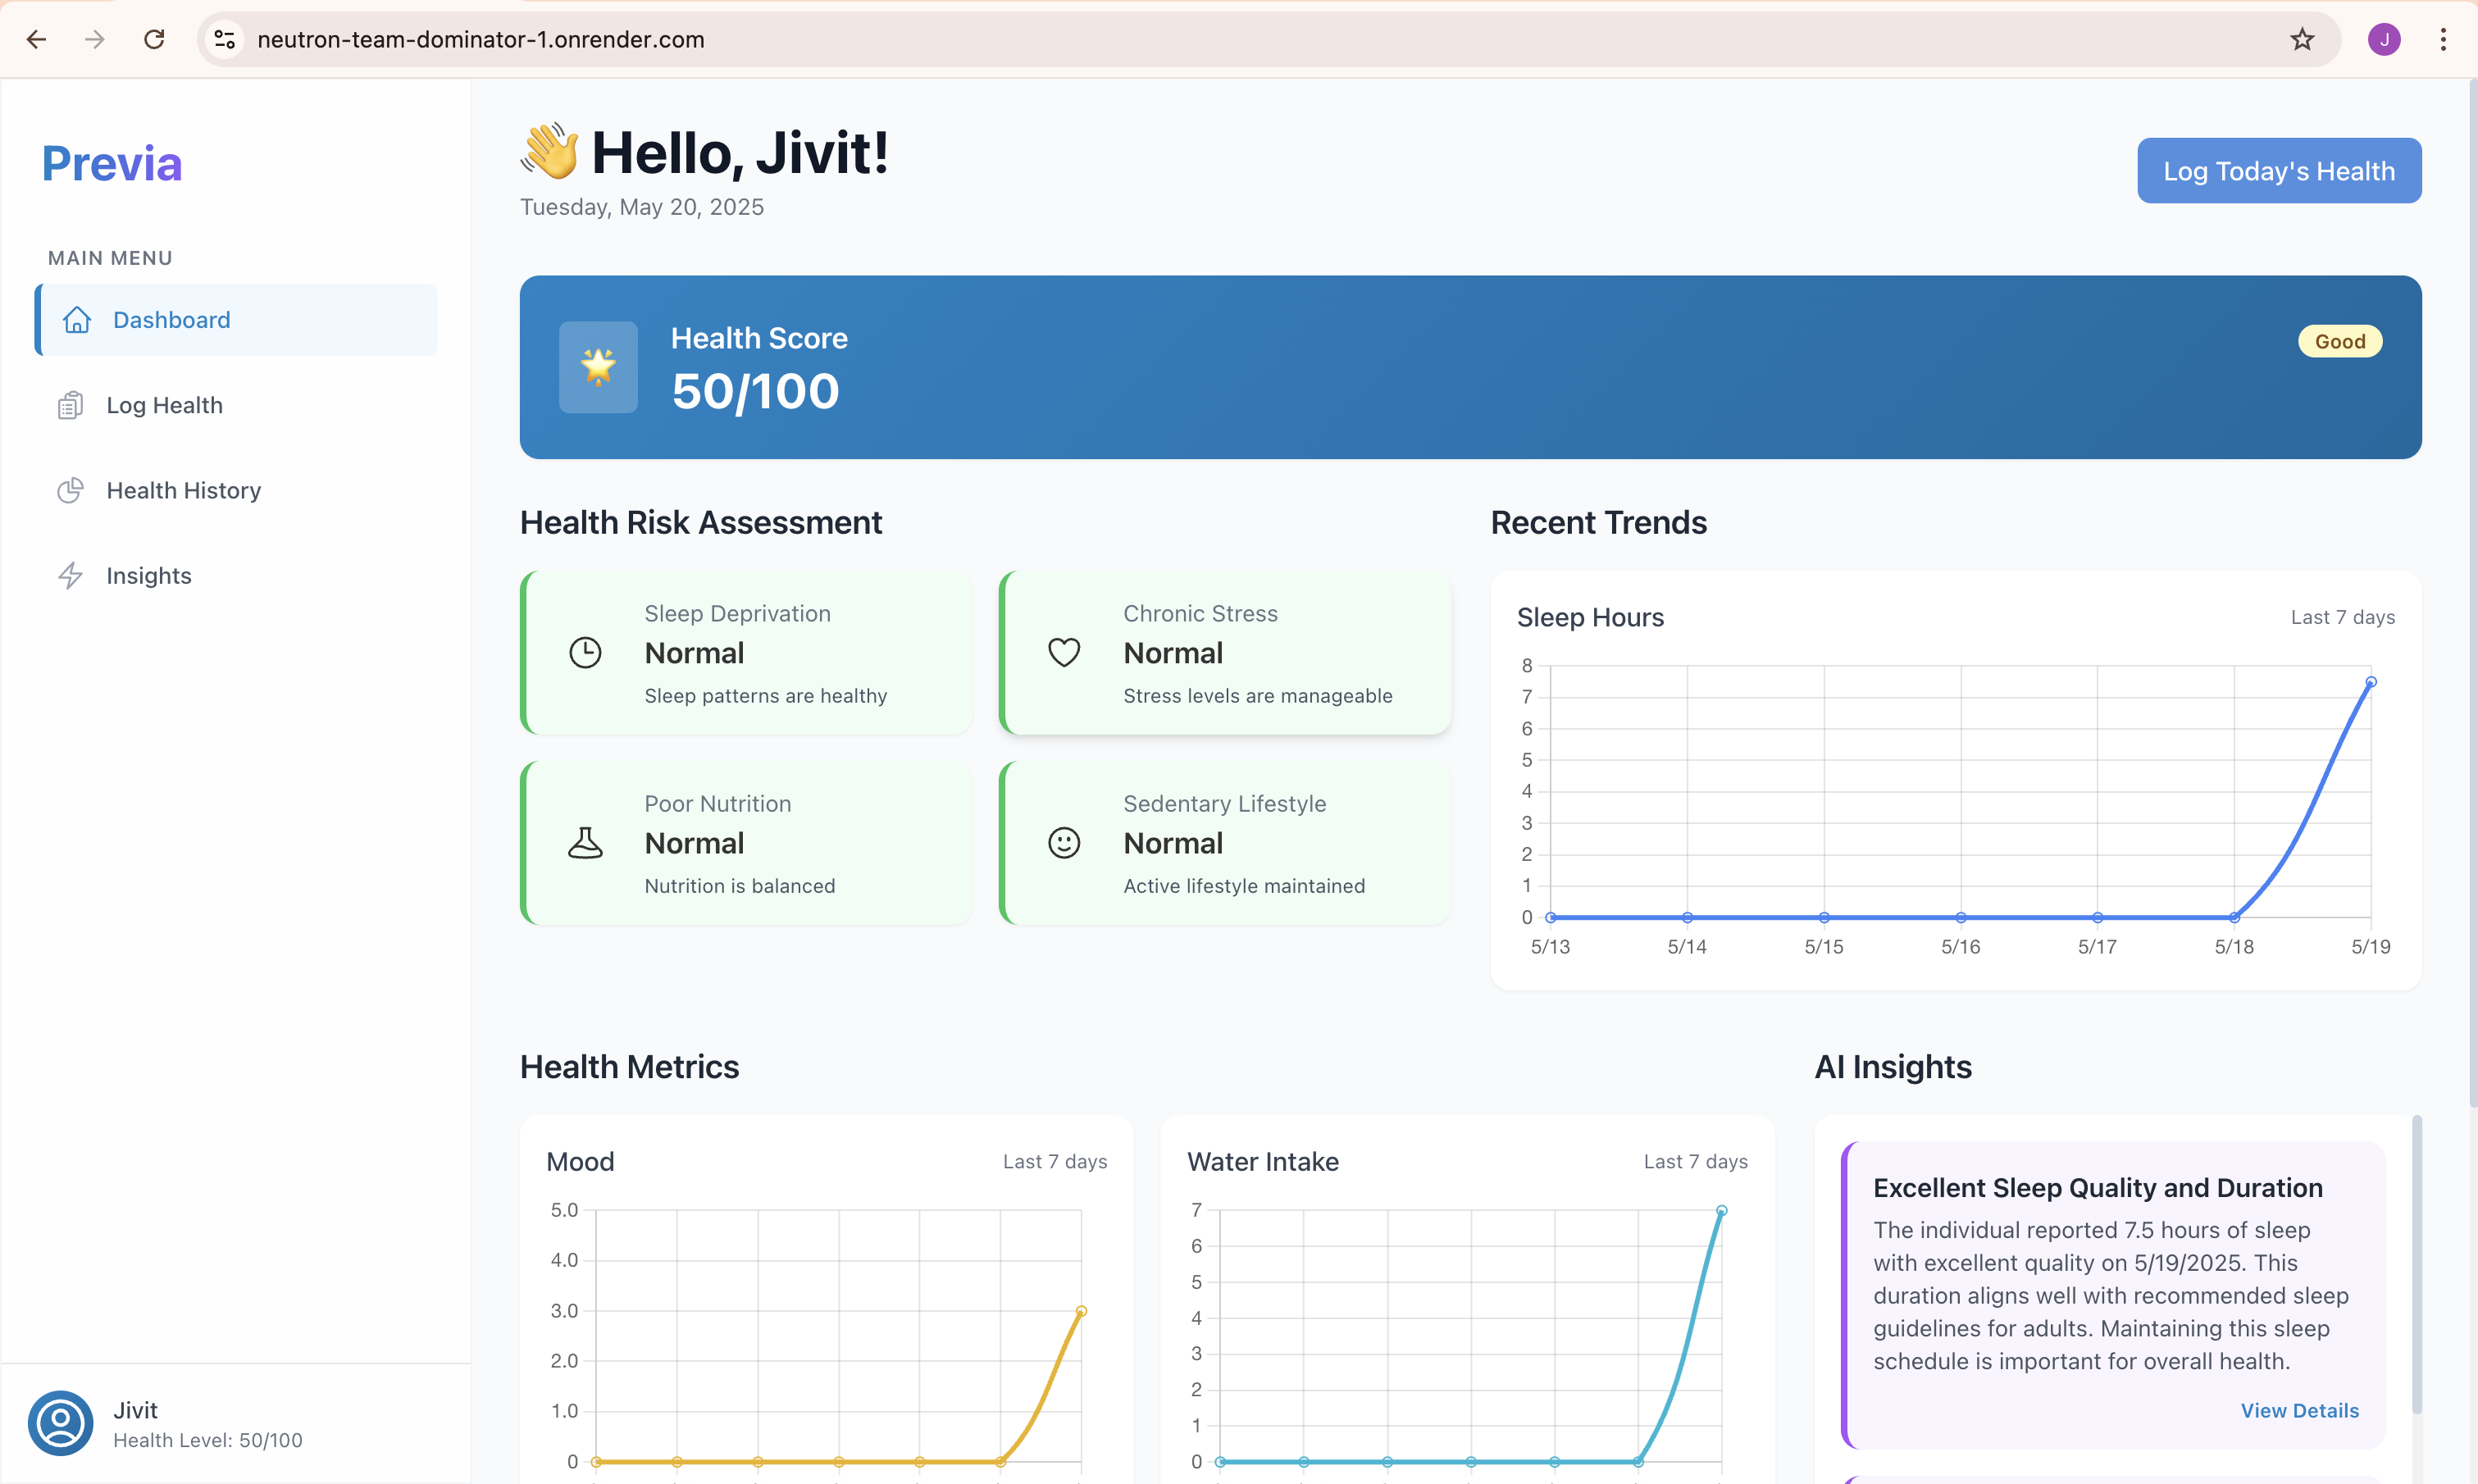 neutron-team-dominator-1.onrender.com
J
Previa
MAIN MENU
Dashboard
Log Health
Health History
Insights
Jivit
Health Level: 50/100
👋 Hello, Jivit!
Tuesday, May 20, 2025
Log Today's Health
Health Score
50/100
Good
Health Risk Assessment
Sleep Deprivation
Normal
Sleep patterns are healthy
Chronic Stress
Normal
Stress levels are manageable
Poor Nutrition
Normal
Nutrition is balanced
Sedentary Lifestyle
Normal
Active lifestyle maintained
Recent Trends
Sleep Hours
Last 7 days
8
7
6
5
4
3
2
1
0
5/13 5/14 5/15 5/16 5/17 5/18 5/19
Health Metrics
Mood
Last 7 days
5.0
4.0
3.0
2.0
1.0
0
Water Intake
Last 7 days
7
6
5
4
3
2
1
0
AI Insights
Excellent Sleep Quality and Duration
The individual reported 7.5 hours of sleep
with excellent quality on 5/19/2025. This
duration aligns well with recommended sleep
guidelines for adults. Maintaining this sleep
schedule is important for overall health.
View Details